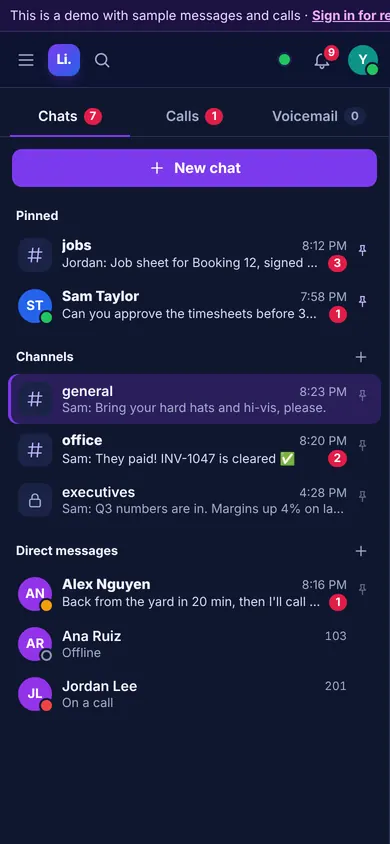 This is a demo with sample messages and calls · Sign in for re
Li.
9
Y
Chats 7
Calls 1
Voicemail 0
+ New chat
Pinned
# jobs 8:12 PM
Jordan: Job sheet for Booking 12, signed ... 3
ST Sam Taylor 7:58 PM
Can you approve the timesheets before 3... 1
Channels +
# general 8:23 PM
Sam: Bring your hard hats and hi-vis, please.
# office 8:20 PM
Sam: They paid! INV-1047 is cleared ✅ 2
executives 4:28 PM
Sam: Q3 numbers are in. Margins up 4% on la...
Direct messages +
AN Alex Nguyen 8:16 PM
Back from the yard in 20 min, then I'll call ... 1
AR Ana Ruiz 103
Offline
JL Jordan Lee 201
On a call